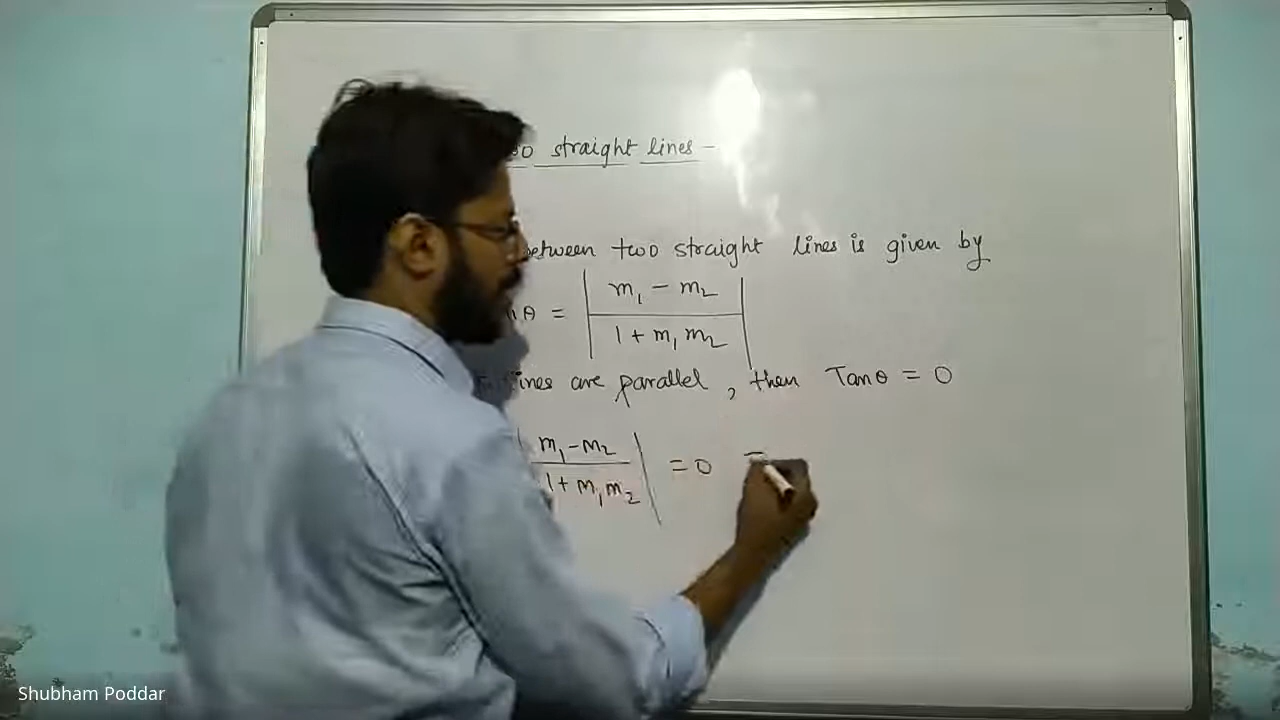 straight lines -
between two straight lines is given by
θ = | m₁ - m₂ / 1 + m₁ m₂ |
lines are parallel, then Tanθ = 0
| m₁ - m₂ / 1 + m₁ m₂ | = 0
Shubham Poddar